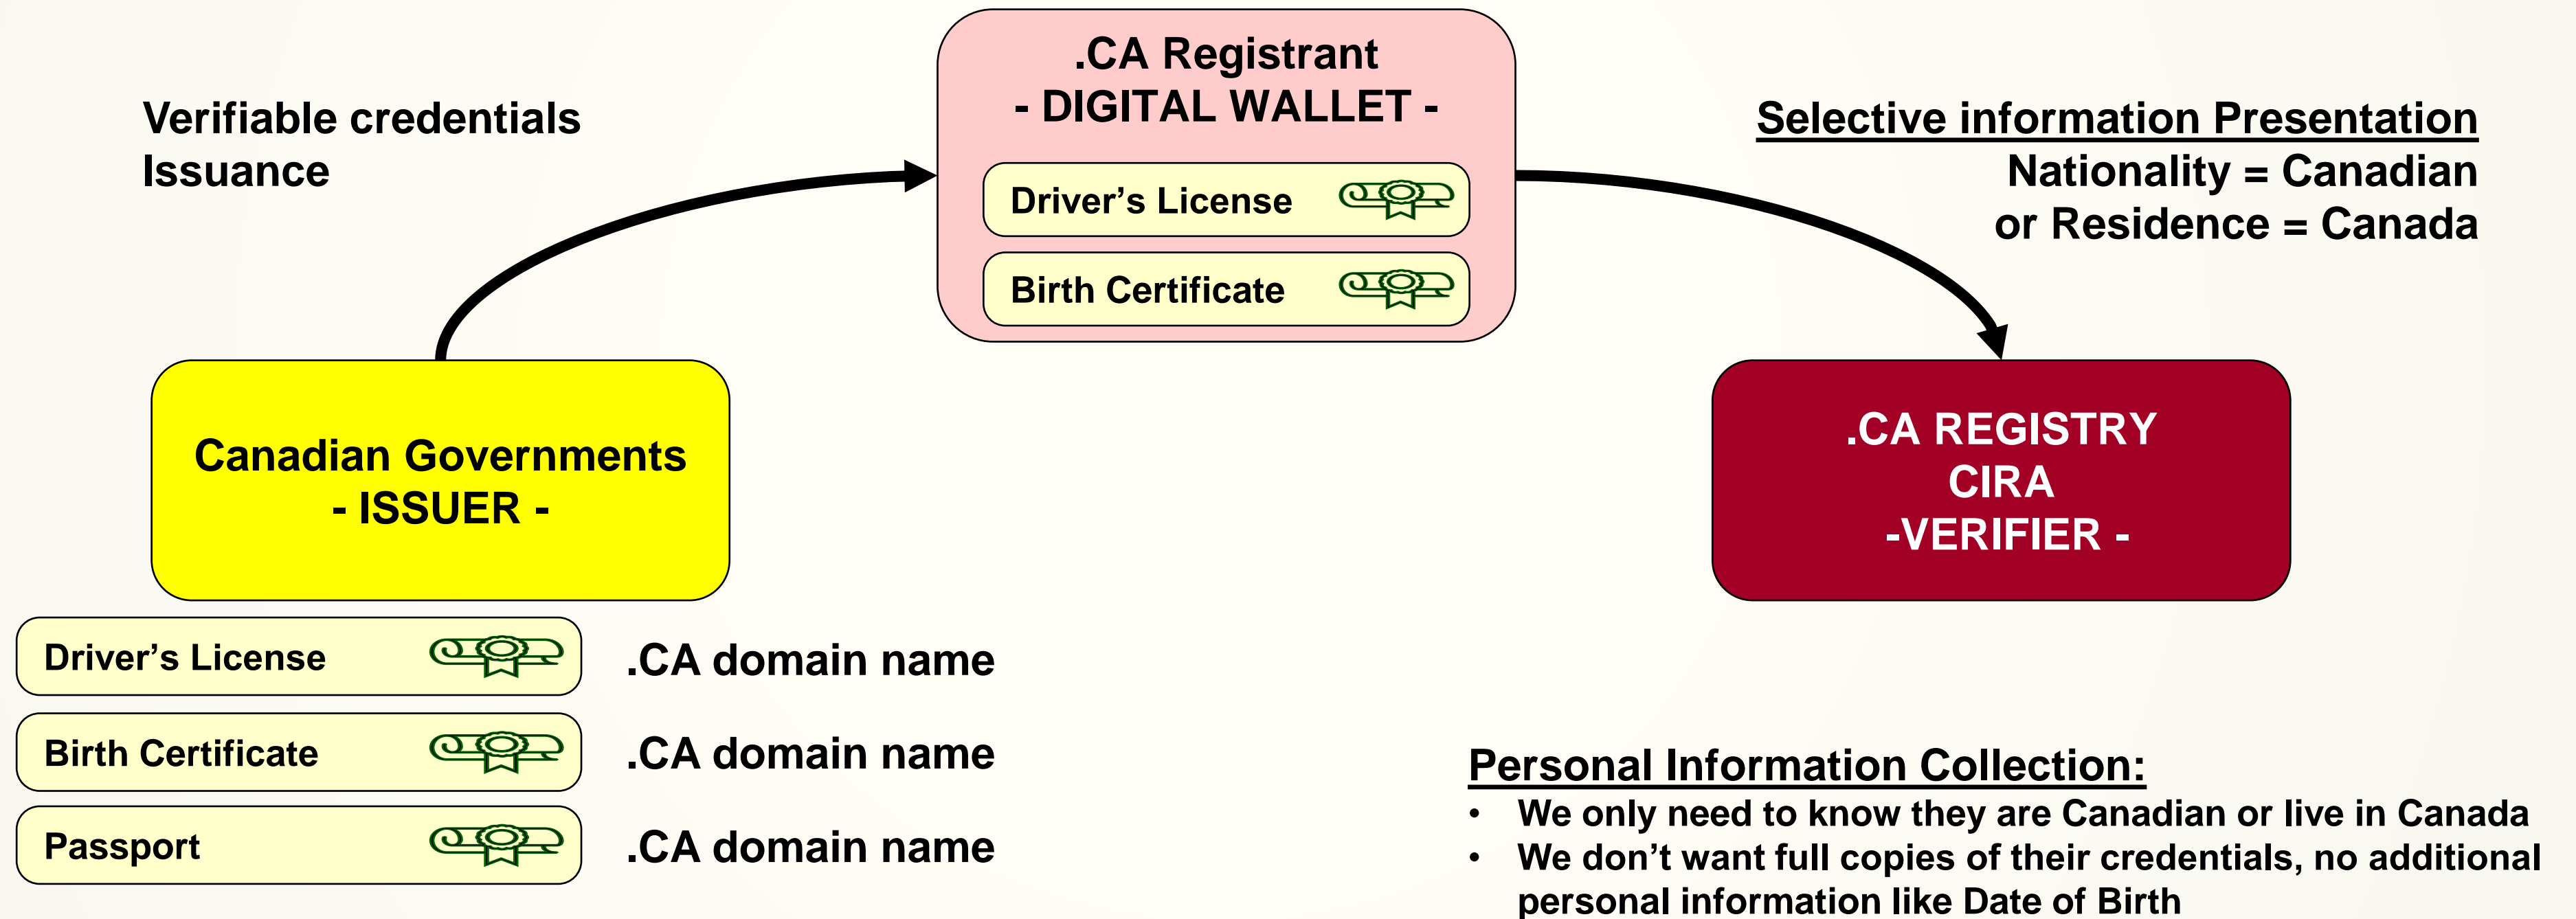 .CA Registrant
- DIGITAL WALLET -
Driver’s License
Birth Certificate
Verifiable credentials
Issuance
Selective information Presentation
Nationality = Canadian
or Residence = Canada
Canadian Governments
- ISSUER -
.CA REGISTRY
CIRA
-VERIFIER -
Driver’s License
.CA domain name
Birth Certificate
.CA domain name
Passport
.CA domain name
Personal Information Collection:
• We only need to know they are Canadian or live in Canada
• We don’t want full copies of their credentials, no additional
personal information like Date of Birth